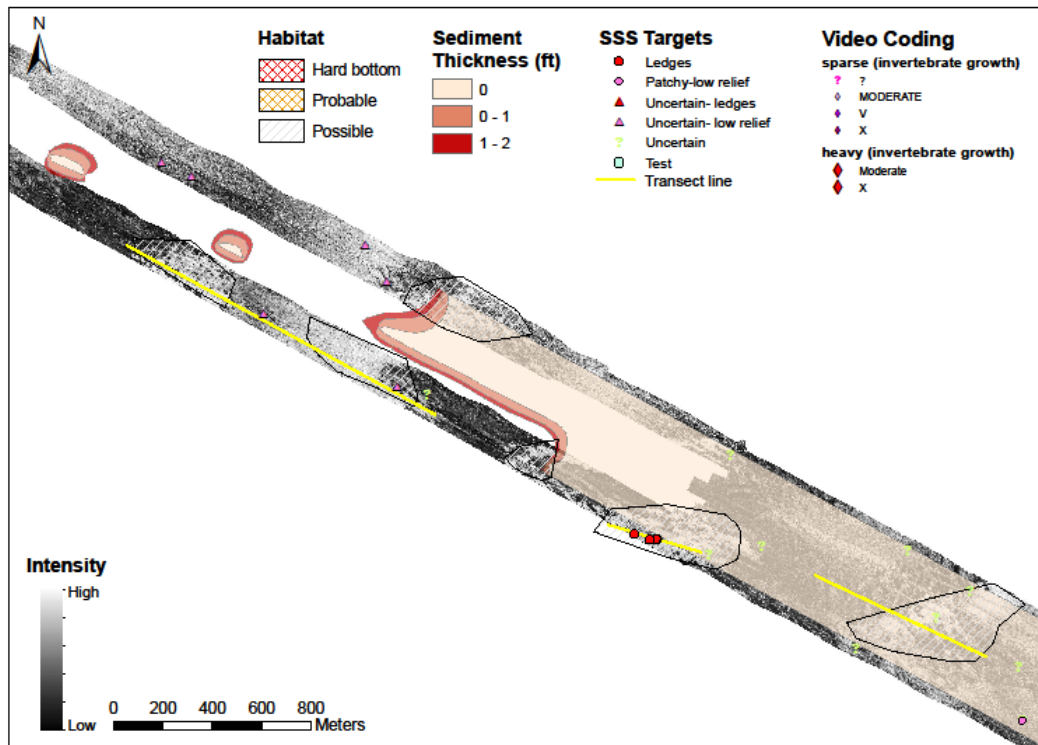 N
Habitat
Hard bottom
Probable
Possible
Sediment
Thickness (ft)
0
0 - 1
1 - 2
SSS Targets
Ledges
Patchy-low relief
Uncertain- ledges
Uncertain- low relief
Uncertain
Test
Transect line
Video Coding
sparse (invertebrate growth)
? ?
MODERATE
V
X
heavy (invertebrate growth)
Moderate
X
? ? ? ? ? ? ? ? ?
Intensity
High
Low
0 200 400 600 800
Meters